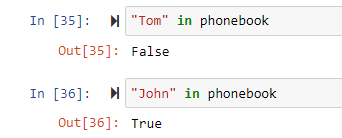 In [35]: "Tom" in phonebook
Out[35]: False
In [36]: "John" in phonebook
Out[36]: True